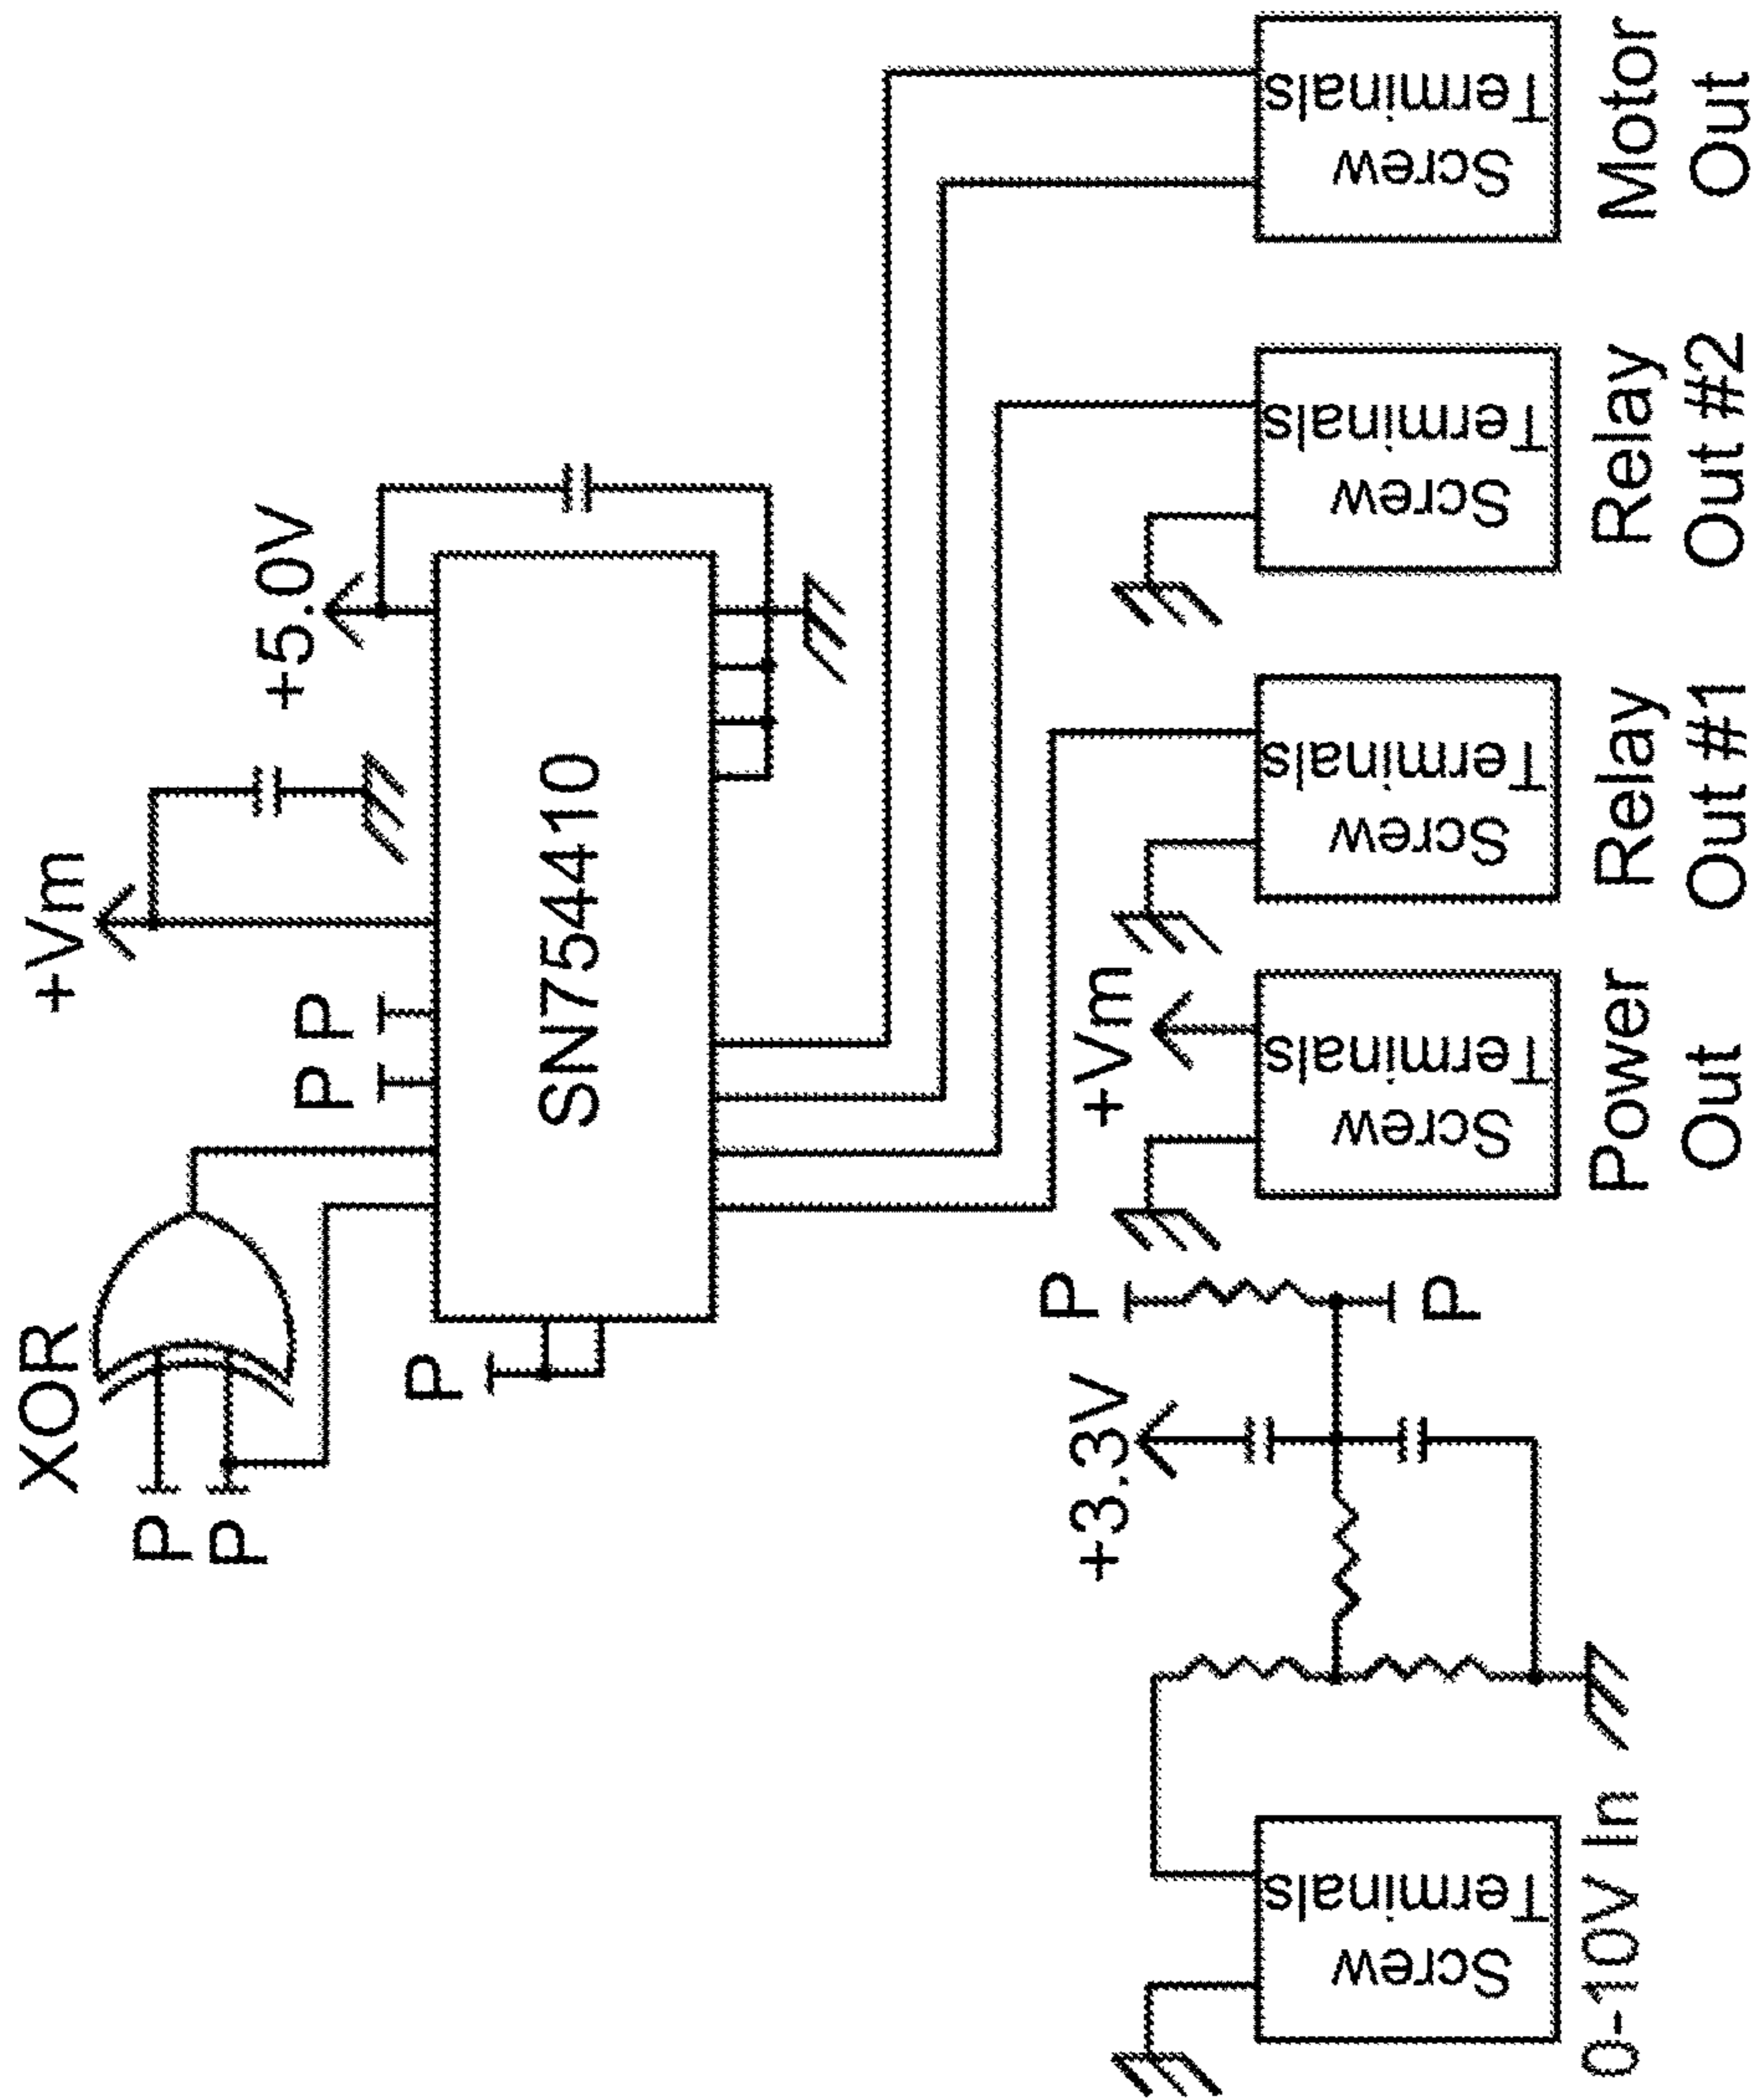 XOR
P
P
+Vm
P
P
+5.0V
SN754410
P
+3.3V
P
P
+Vm
Screw
Terminals
0-10V In
Screw
Terminals
Power
Out
Screw
Terminals
Relay
Out #1
Screw
Terminals
Relay
Out #2
Screw
Terminals
Motor
Out